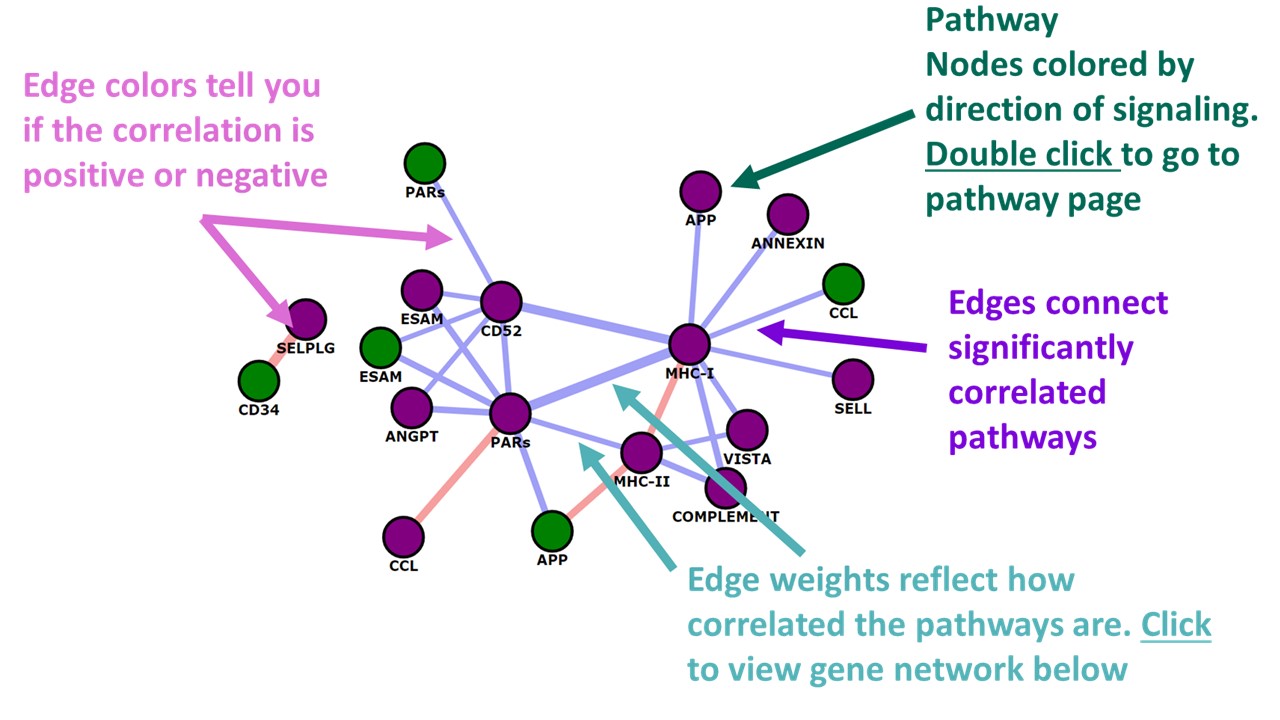 Pathway
Nodes colored by
direction of signaling.
Double click to go to
pathway page
Edge colors tell you
if the correlation is
positive or negative
PARs
APP
ANNEXIN
CCL
ESAM
CD52
SELPLG
ESAM
MHC-I
CD34
SELL
ANGPT
PARs
VISTA
MHC-II
COMPLEMENT
CCL
APP
Edges connect
significantly
correlated
pathways
Edge weights reflect how
correlated the pathways are. Click
to view gene network below